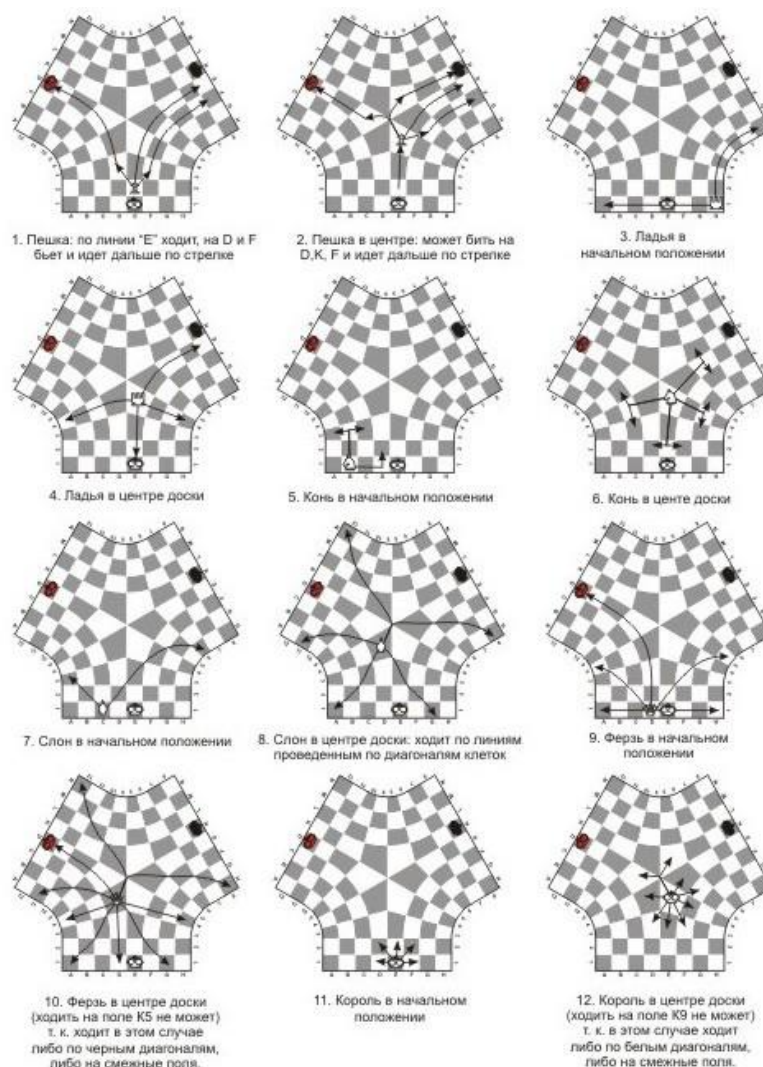 1. Пешка: по линии "E" ходит, на D и F
бьет и идет дальше по стрелке
2. Пешка в центре: может бить на
D,K, F и идет дальше по стрелке
3. Ладья в
начальном положении
4. Ладья в центре доски
5. Конь в начальном положении
6. Конь в центе доски
7. Слон в начальном положении
8. Слон в центре доски: ходит по линиям
проведенным по диагоналям клеток
9. Ферзь в начальном
положении
10. Ферзь в центре доски
(ходить на поле К5 не может)
т. к. ходит в этом случае
либо по черным диагоналям,
либо на смежные поля.
11. Король в начальном
положении
12. Король в центре доски
(ходить на поле К9 не может)
т. к. в этом случае ходит
либо по белым диагоналям,
либо на смежные поля.